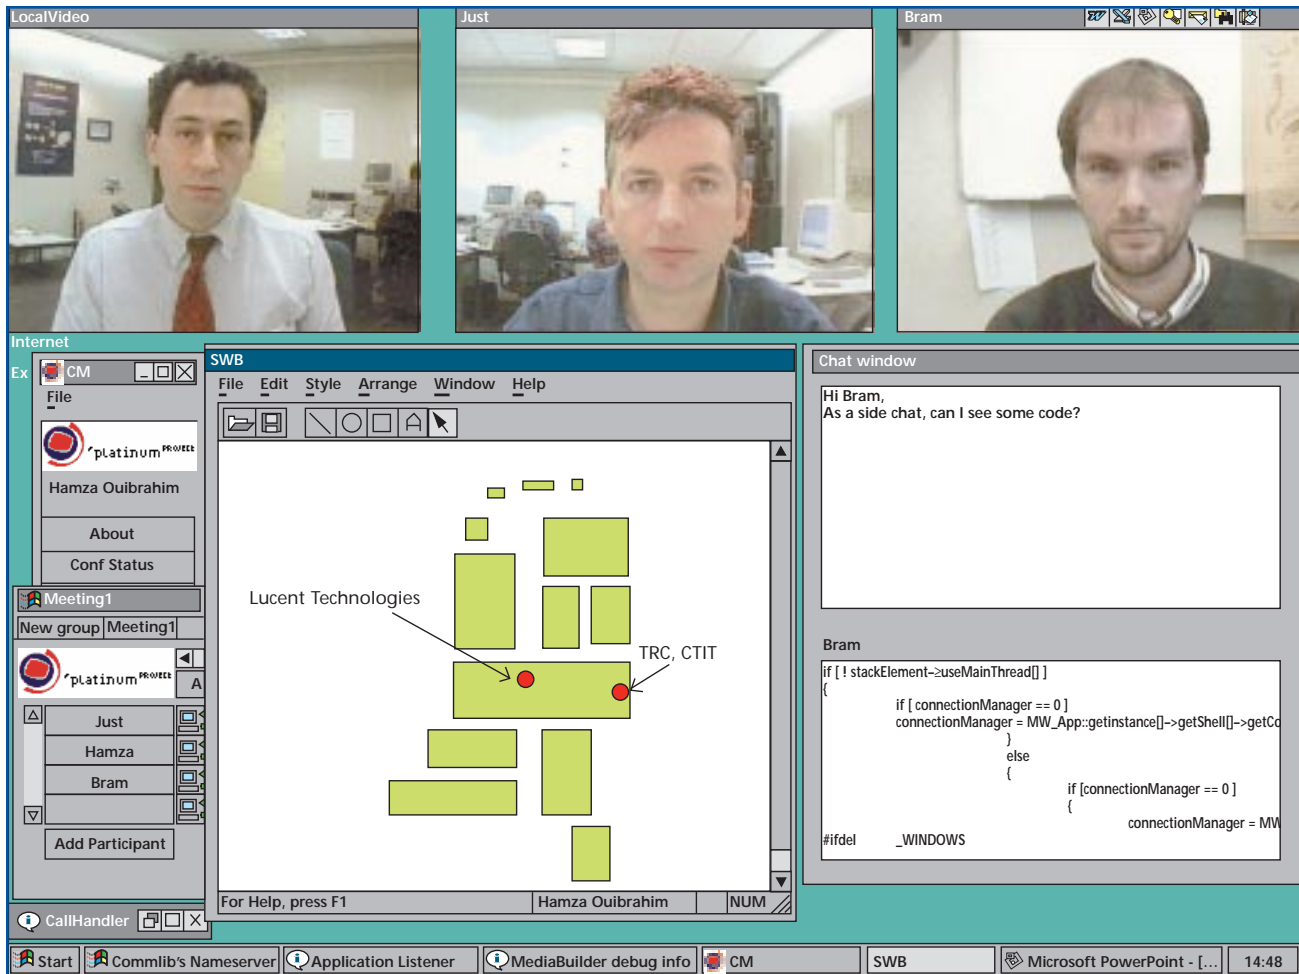 LocalVideo
Just
Bram
Internet
Ex
CM
File
platinum PROJECT
Hamza Ouibrahim
About
Conf Status
Meeting1
New group
Meeting1
platinum PROJECT
A
Just
Hamza
Bram
Add Participant
CallHandler
SWB
File Edit Style Arrange Window Help
Lucent Technologies
TRC, CTIT
For Help, press F1
Hamza Ouibrahim
NUM
Chat window
Hi Bram,
As a side chat, can I see some code?
Bram
if [ ! stackElement–≥useMainThread[] ]
{
if [ connectionManager == 0 ]
connectionManager = MW_App::getinstance[]–>getShell[]–>getCo
}
else
{
if [connectionManager == 0 ]
{
connectionManager = MW
#ifdel _WINDOWS
Start
Commlib's Nameserver
Application Listener
MediaBuilder debug info
CM
SWB
Microsoft PowerPoint - [...
14:48